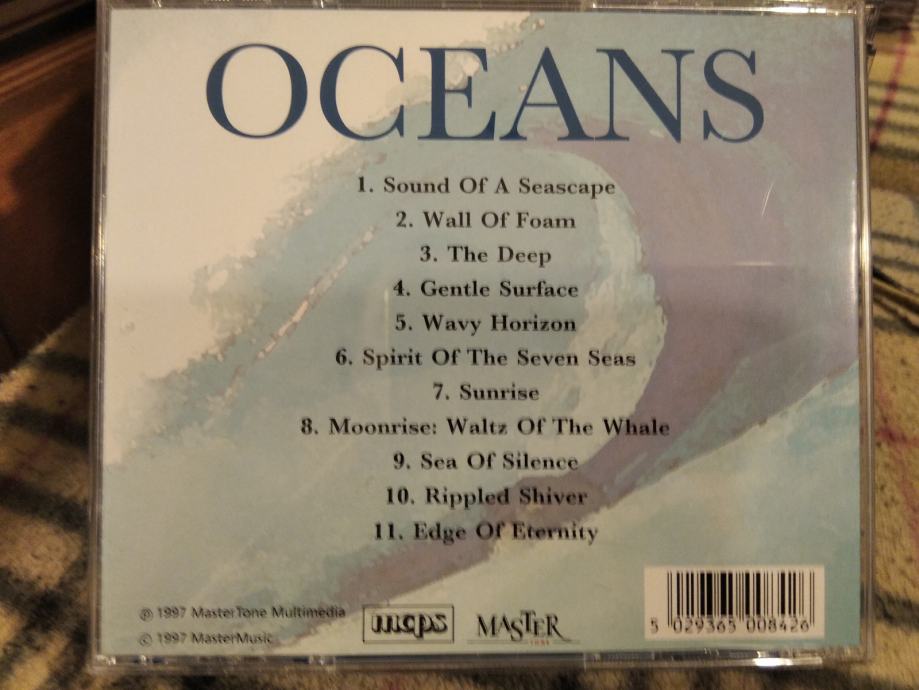 OCEANS
1. Sound Of A Seascape
2. Wall Of Foam
3. The Deep
4. Gentle Surface
5. Wavy Horizon
6. Spirit Of The Seven Seas
7. Sunrise
8. Moonrise: Waltz Of The Whale
9. Sea Of Silence
10. Rippled Shiver
11. Edge Of Eternity
℗ 1997 MasterTone Multimedia
© 1997 MasterMusic
mcps
MASTER
5 029365 008426